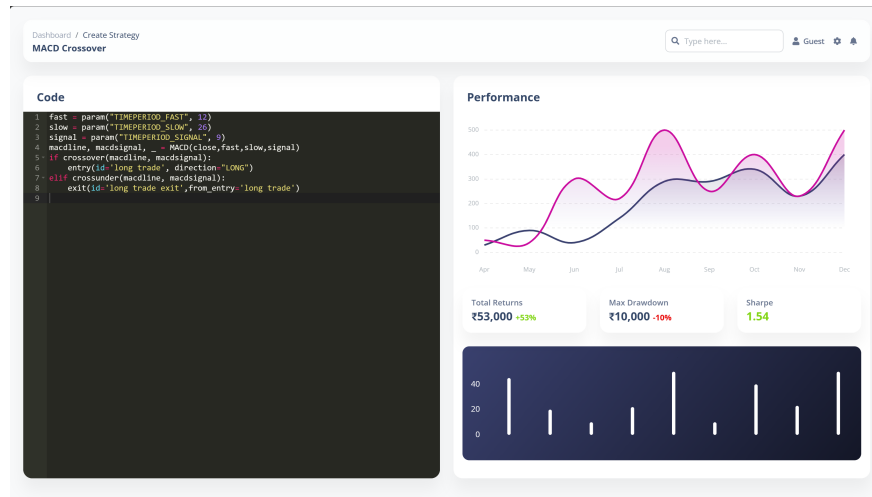 Dashboard / Create Strategy
MACD Crossover
Type here...
Guest
Code
1 fast = param("TIMEPERIOD_FAST", 12)
2 slow = param("TIMEPERIOD_SLOW", 26)
3 signal = param("TIMEPERIOD_SIGNAL", 9)
4 macdline, macdsignal, _ = MACD(close,fast,slow,signal)
5 if crossover(macdline, macdsignal):
6 entry(id='long trade', direction="LONG")
7 elif crossunder(macdline, macdsignal):
8 exit(id='long trade exit',from_entry='long trade')
9
Performance
500
400
300
200
100
0
Apr May Jun Jul Aug Sep Oct Nov Dec
Total Returns
₹53,000 +53%
Max Drawdown
₹10,000 -10%
Sharpe
1.54
40
20
0